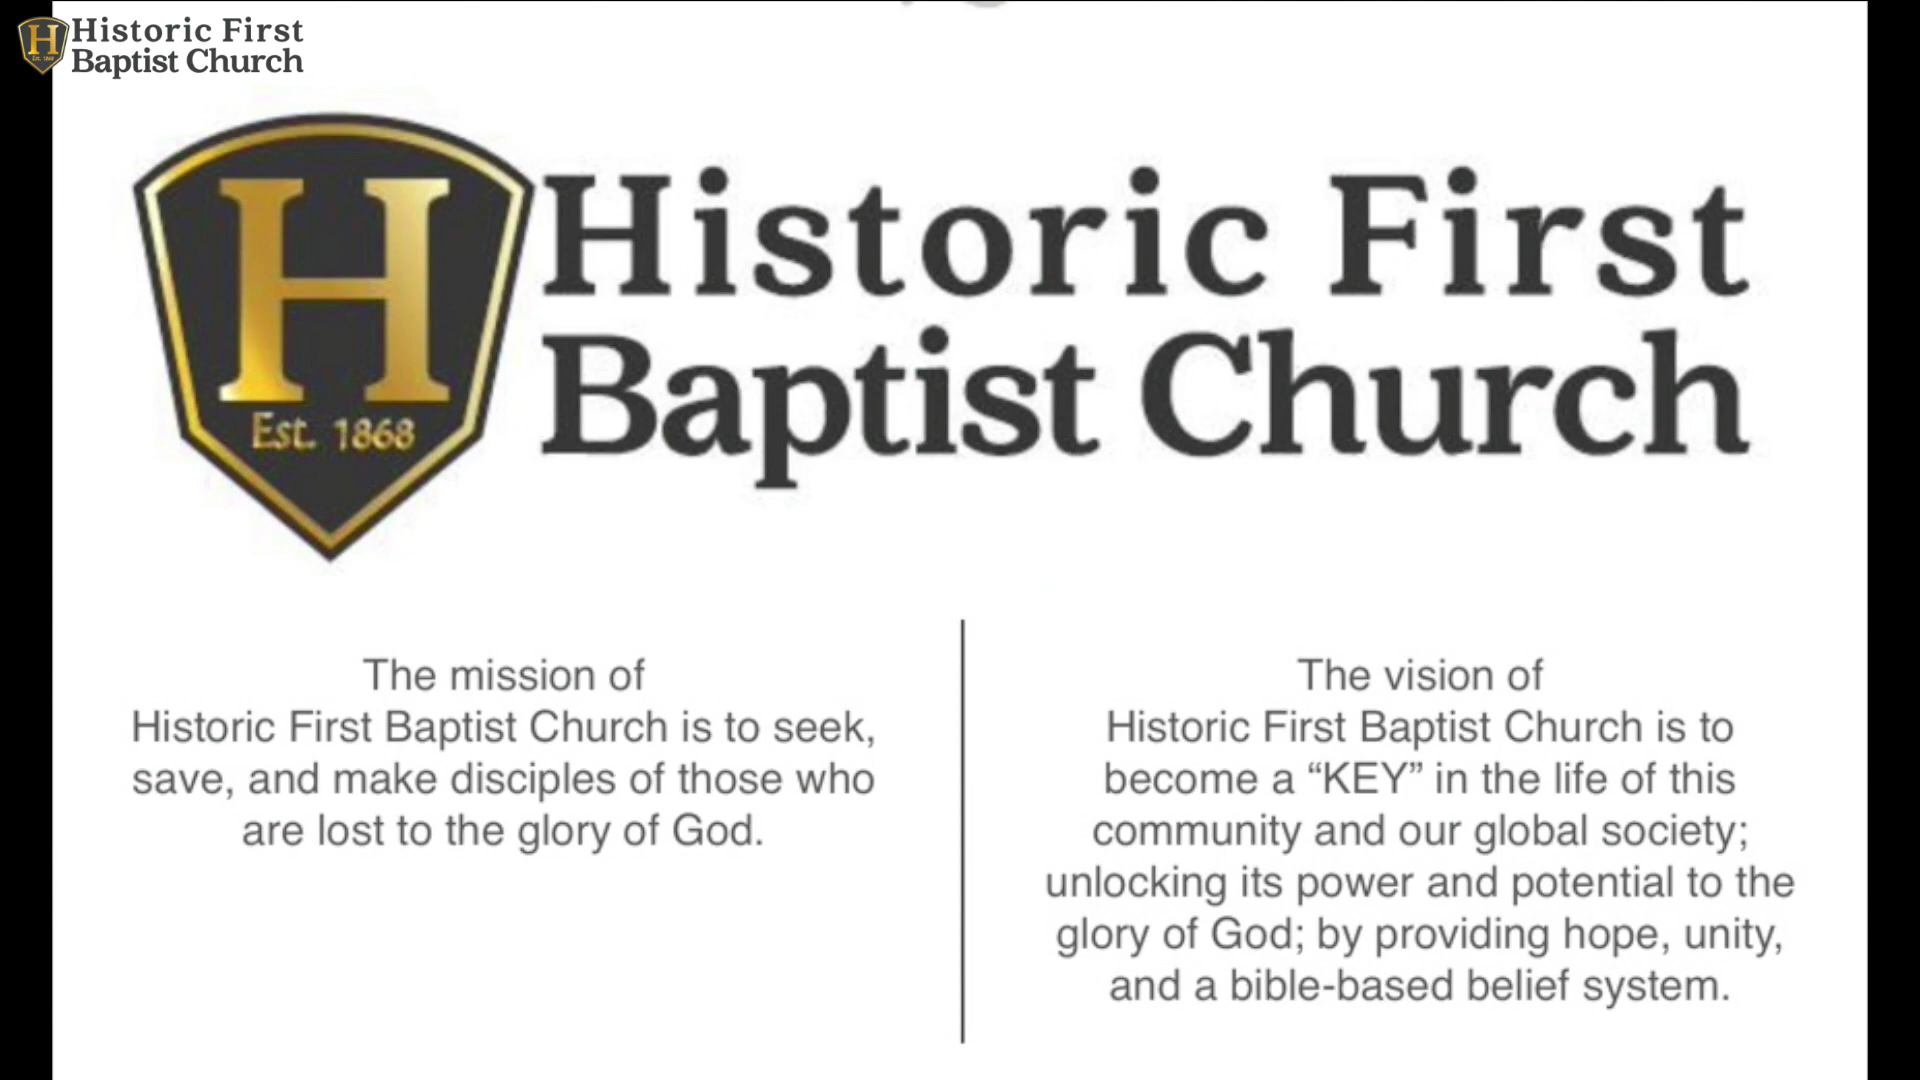 H
Est. 1868
Historic First
Baptist Church
H
Est. 1868
Historic First
Baptist Church
The mission of
Historic First Baptist Church is to seek,
save, and make disciples of those who
are lost to the glory of God.
The vision of
Historic First Baptist Church is to
become a “KEY” in the life of this
community and our global society;
unlocking its power and potential to the
glory of God; by providing hope, unity,
and a bible-based belief system.